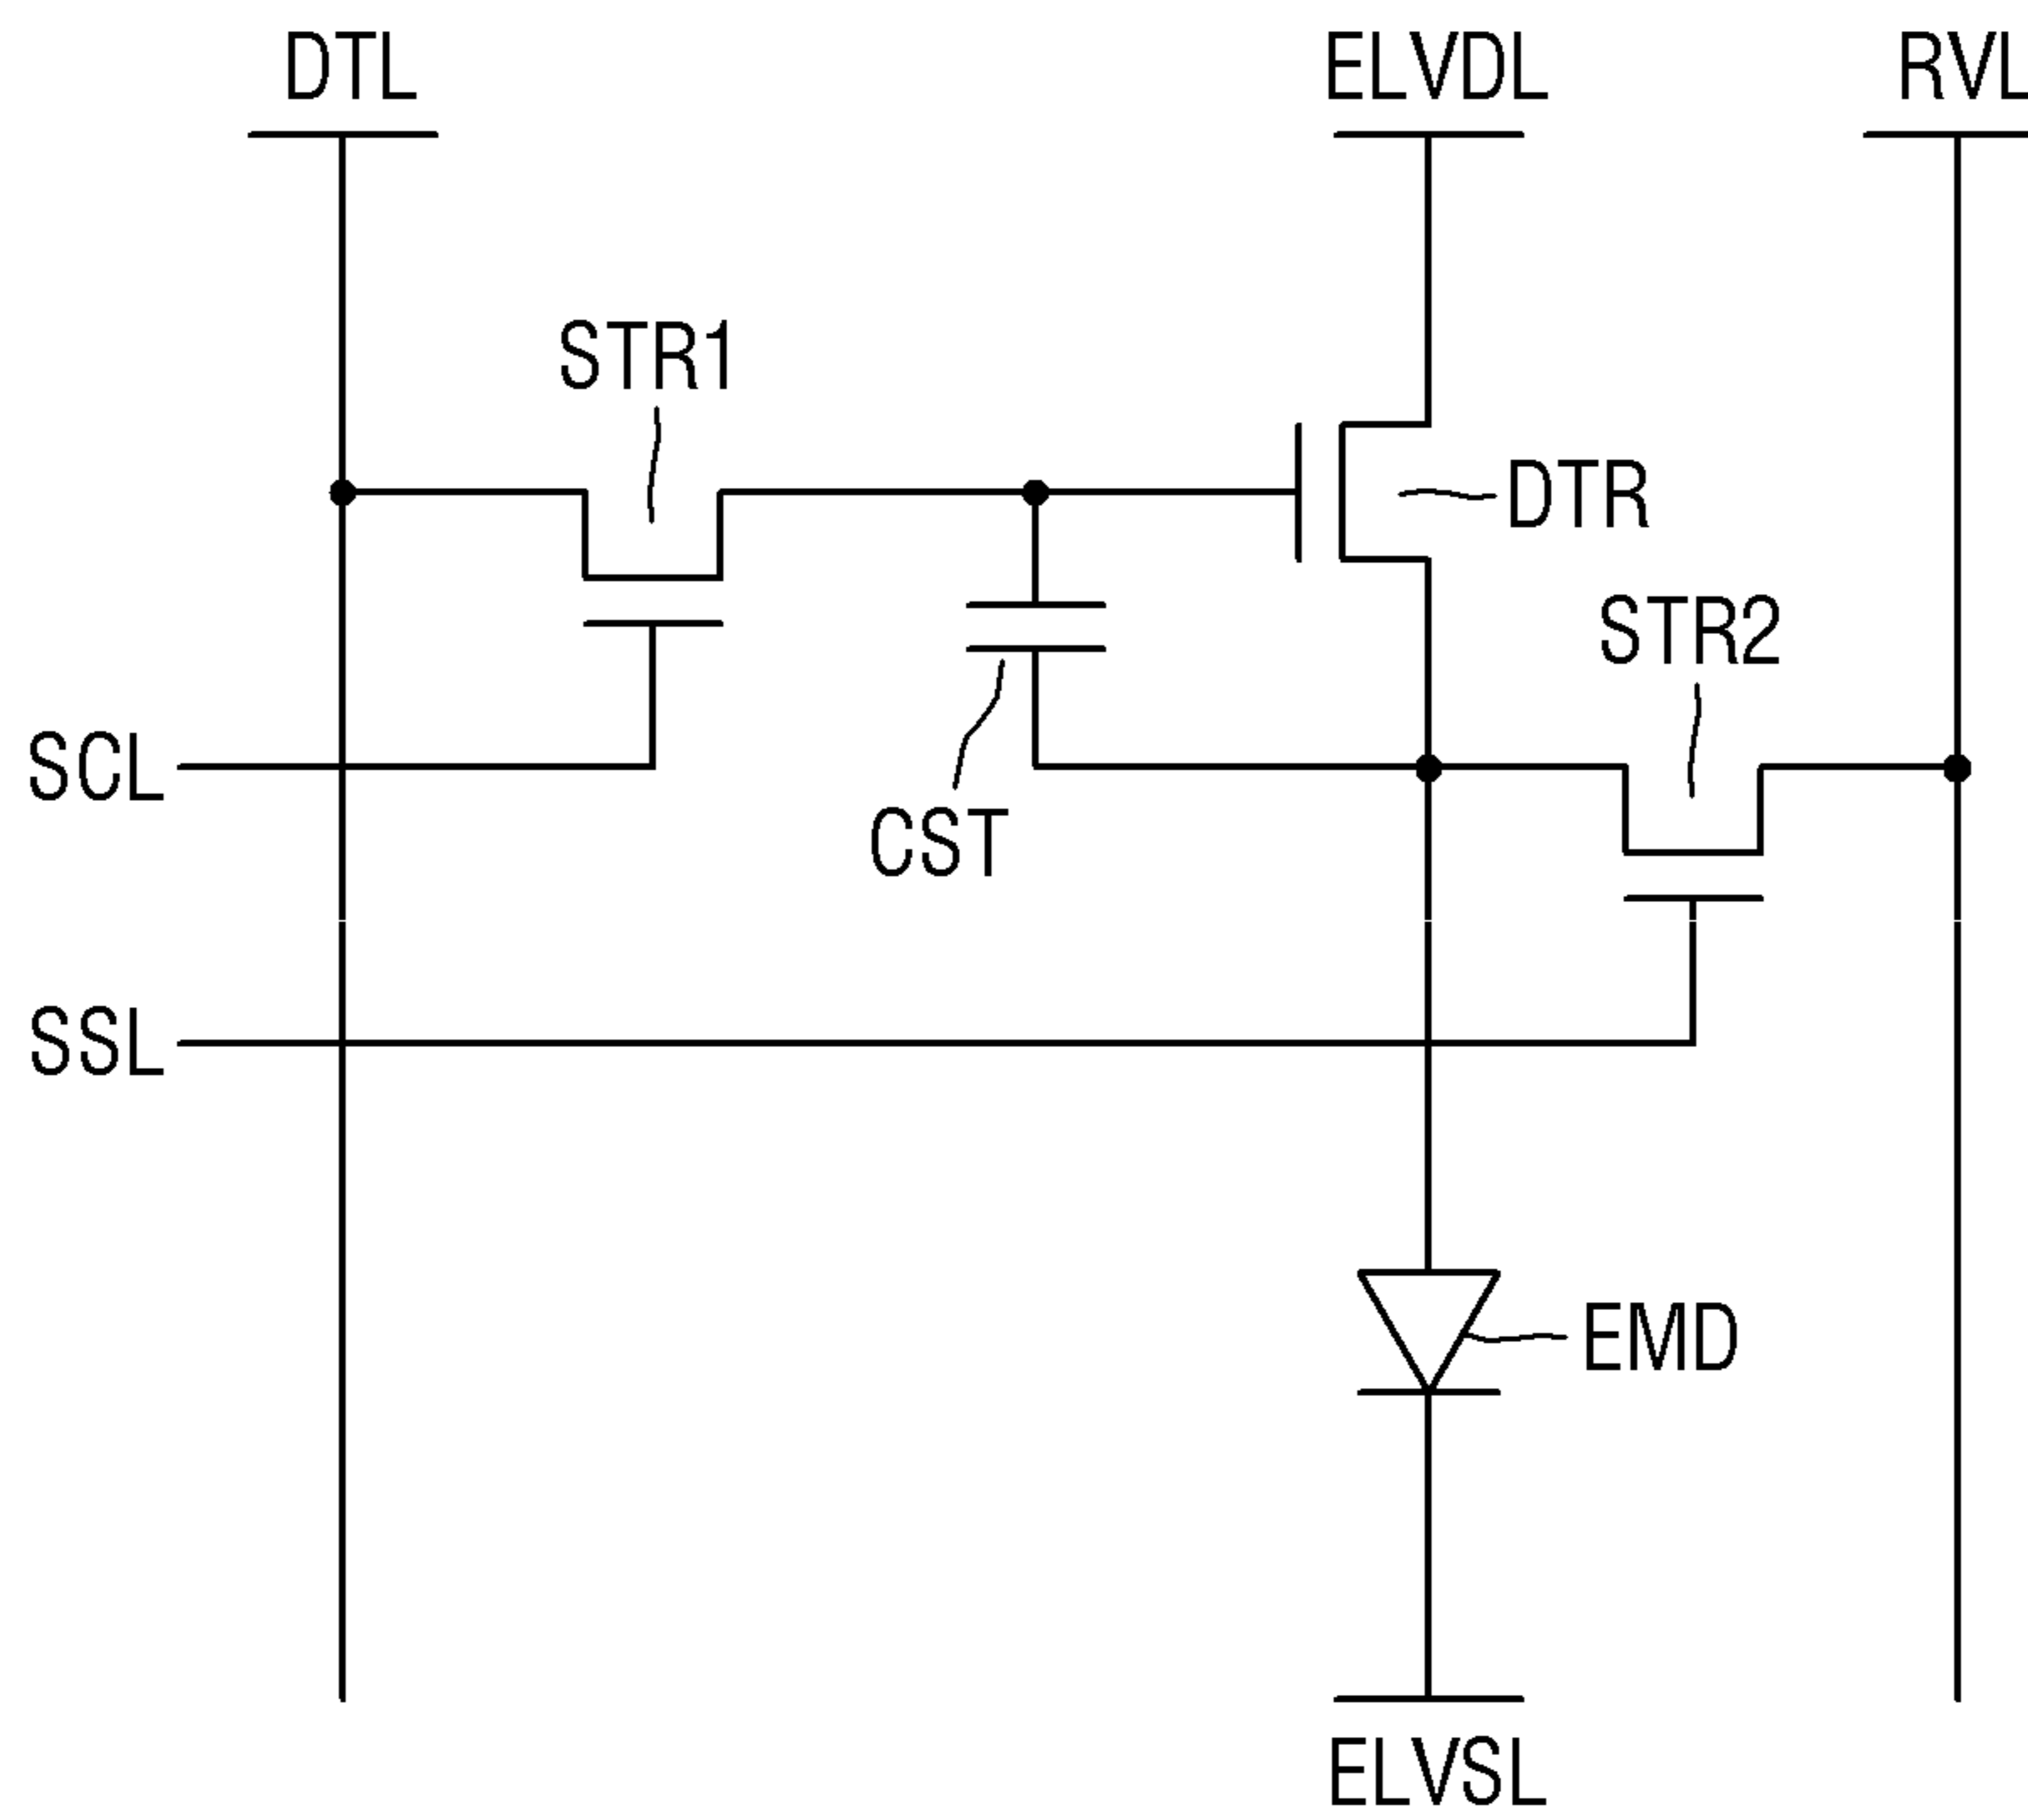 DTL ELVDL RVL
STR1
DTR
STR2
SCL
CST
SSL
EMD
ELVSL